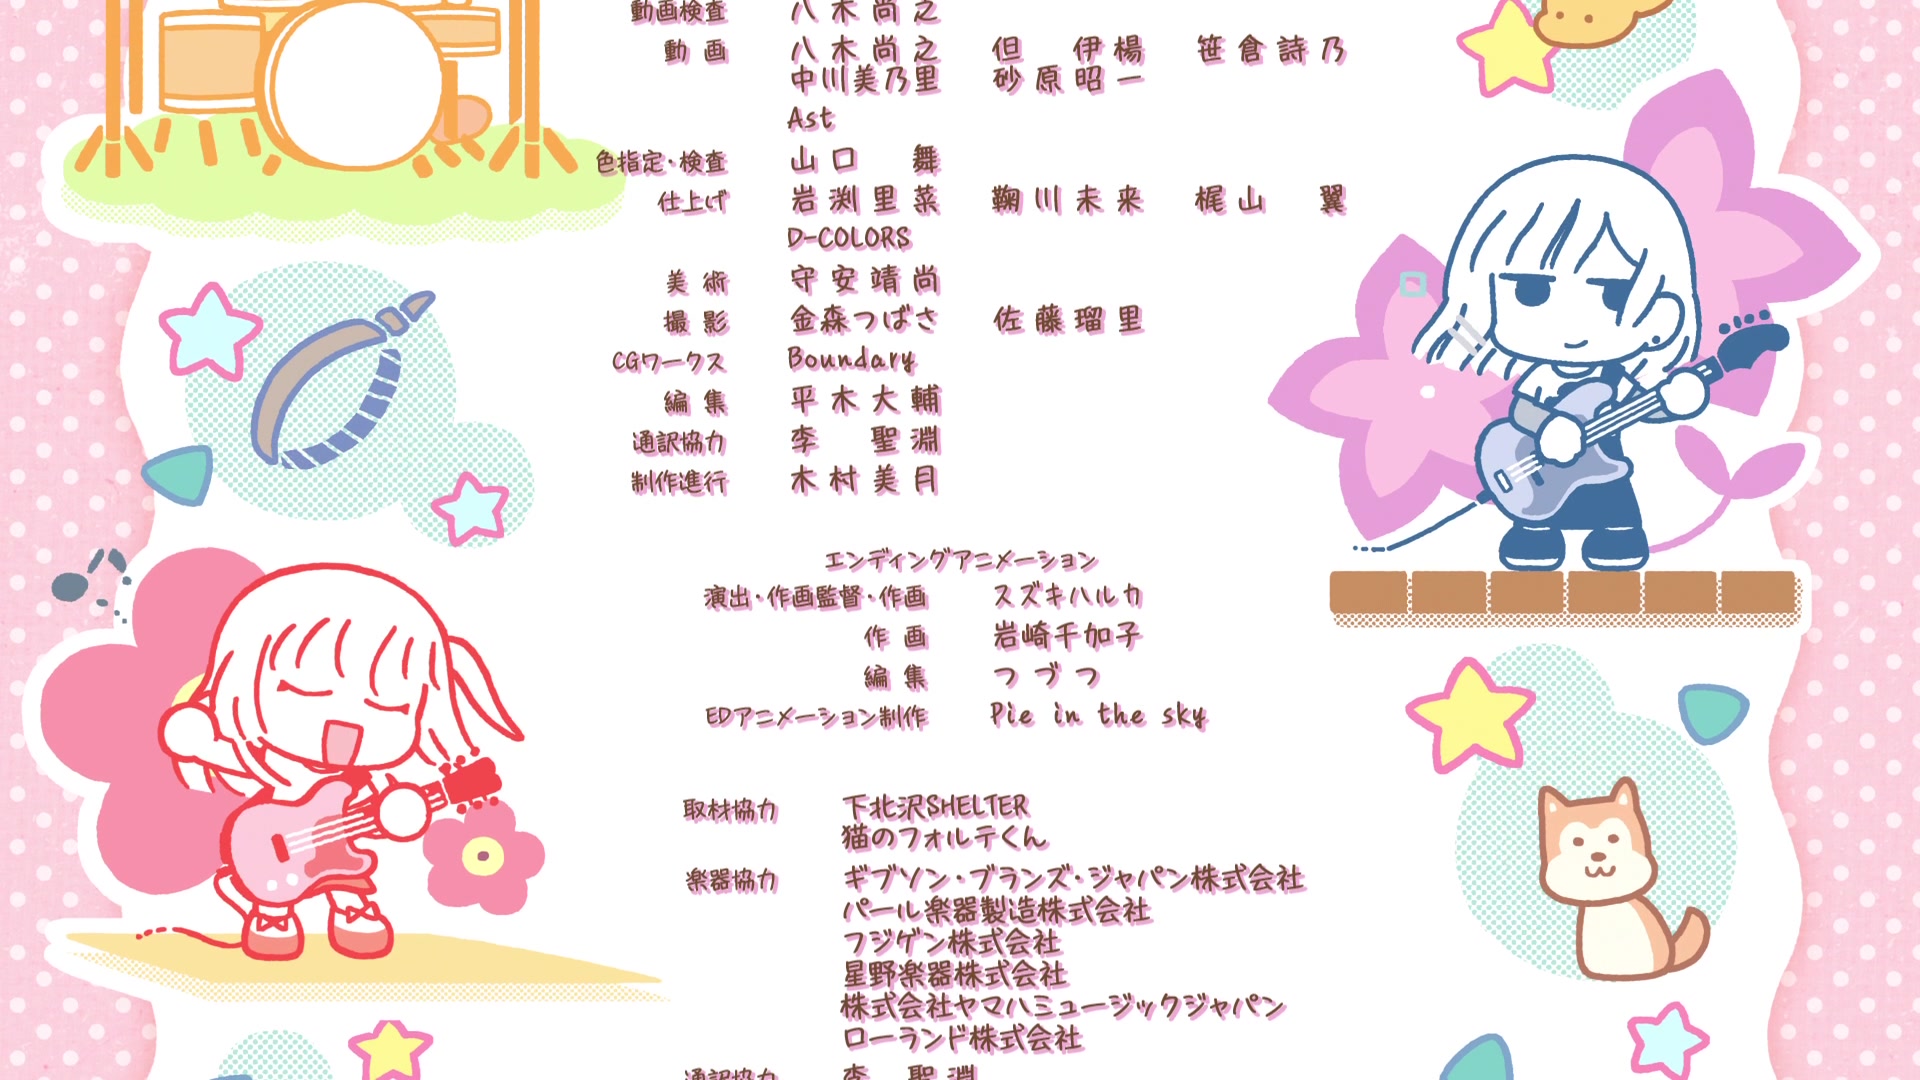 動画検査 八木尚之
動画 八木尚之 但 伊楊 笹倉詩乃
中川美乃里 砂原昭一
Ast
色指定・検査 山口 舞
仕上げ 岩渕里菜 鞠川未来 梶山 翼
D-COLORS
美術 守安靖尚
撮影 金森つばさ 佐藤瑠里
CGワークス Boundary
編集 平木大輔
通訳協力 李 聖淵
制作進行 木村美月
エンディングアニメーション
演出・作画監督・作画 スズキハルカ
作画 岩崎千加子
編集 つづつ
EDアニメーション制作 Pie in the sky
取材協力 下北沢SHELTER
猫のフォルテくん
楽器協力 ギブソン・ブランズ・ジャパン株式会社
パール楽器製造株式会社
フジゲン株式会社
星野楽器株式会社
株式会社ヤマハミュージックジャパン
ローランド株式会社
通訳協力 李 聖淵